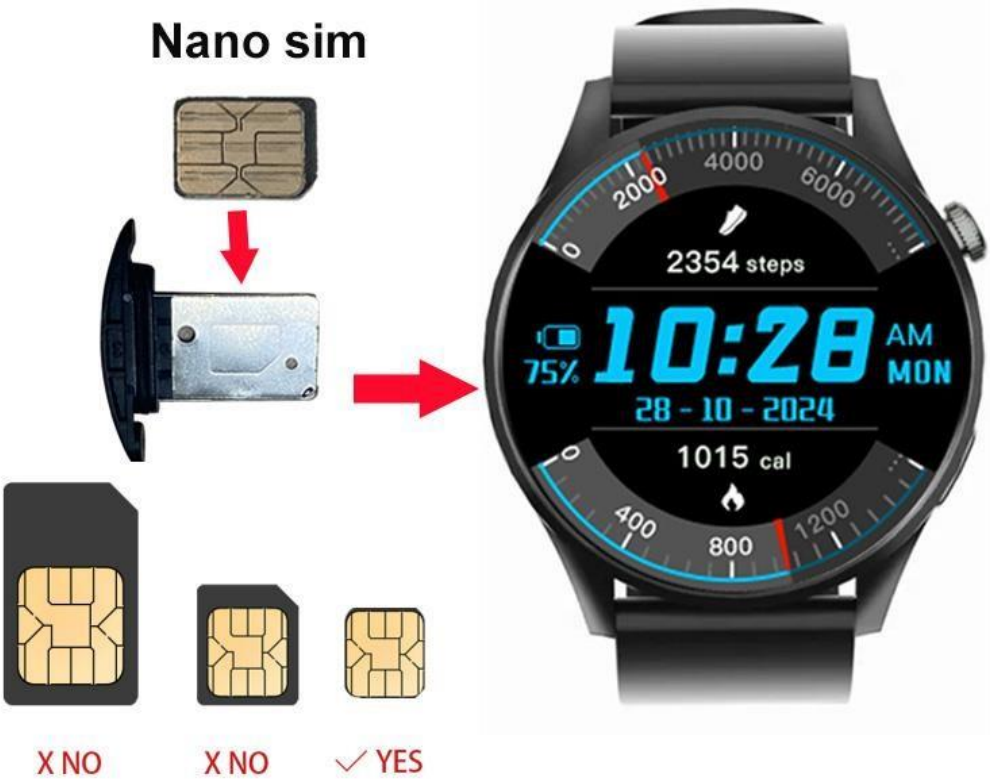 Nano sim
0
2000
4000
6000
2354 steps
75%
10:28
AM
MON
28 - 10 - 2024
1015 cal
0
400
800
1200
X NO
X NO
✓ YES